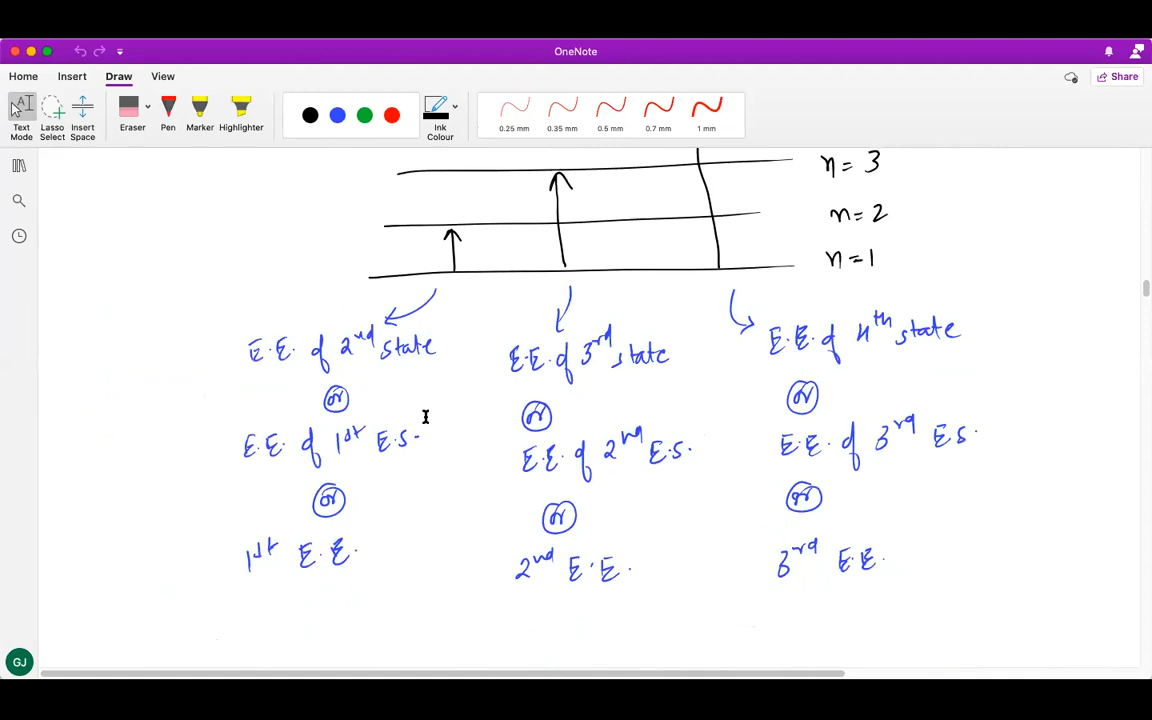 OneNote
Home Insert Draw View
Share
Text Mode
Lasso Select
Insert Space
Eraser
Pen
Marker
Highlighter
Ink Colour
0.25 mm
0.35 mm
0.5 mm
0.7 mm
1 mm
n = 3
n = 2
n = 1
E.E. of 2nd state
E.E. of 3rd state
E.E. of 4th state
or
or
or
E.E. of 1st E.S.
E.E. of 2nd E.S.
E.E. of 3rd E.S.
or
or
or
1st E.E.
2nd E.E.
3rd E.E.
GJ